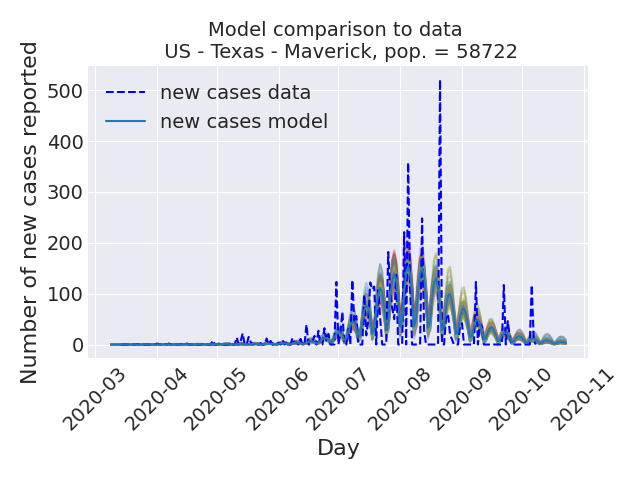 Model comparison to data
US - Texas - Maverick, pop. = 58722
Number of new cases reported
500
400
300
200
100
0
new cases data
new cases model
2020-03
2020-04
2020-05
2020-06
2020-07
2020-08
2020-09
2020-10
2020-11
Day